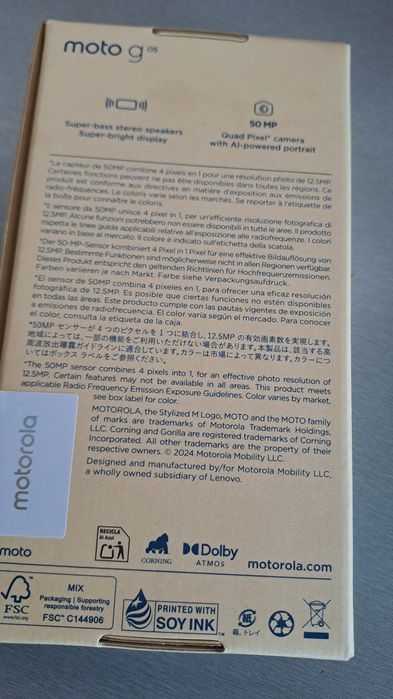 moto g 05
Super-bass stereo speakers
Super-bright display
50 MP
Quad Pixel* camera
with AI-powered portrait
*Le capteur de 50MP combine 4 pixels en 1 pour une résolution photo de 12.5MP.
Certaines fonctions peuvent ne pas être disponibles dans toutes les régions. Ce
produit est conforme aux directives en matière d'exposition aux émissions de
radio-fréquences. Le coloris varie selon les marchés. Se reporter à l'étiquette de
la boîte pour connaître le coloris.
*Il sensore da 50MP unisce 4 pixel in 1, per un'efficiente risoluzione fotografica di
12.5MP. Alcune funzioni potrebbero non essere disponibili in tutte le aree. Il prodotto
rispetta le linee guida applicabili relative all'esposizione alle radiofrequenze. I colori
variano in base al mercato. Il colore è indicato sull'etichetta della scatola.
*Der 50-MP-Sensor kombiniert 4 Pixel in 1 Pixel für eine effektive Bildauflösung von
12.5MP. Bestimmte Funktionen sind möglicherweise nicht in allen Regionen verfügbar.
Dieses Produkt entspricht den geltenden Richtlinien für Hochfrequenzemissionen.
Farben variieren je nach Markt. Farbe siehe Verpackungsaufdruck.
*El sensor de 50MP combina 4 píxeles en 1, para ofrecer una eficaz resolución
fotográfica de 12.5MP. Es posible que ciertas funciones no estén disponibles
en todas las áreas. Este producto cumple con las pautas vigentes de exposición
a emisiones de radiofrecuencia. El color varía según el mercado. Para conocer
el color, consulta la etiqueta de la caja.
*50MP センサーが 4 つのピクセルを 1 つに結合し、12.5MP の有効画素数を実現します。
地域によっては、一部の機能をご利用いただけない場合があります。本製品は、該当する高
周波放出曝露ガイドラインに適合しています。カラーは市場によって異なります。カラーにつ
いてはボックス ラベルをご参照ください。
*The 50MP sensor combines 4 pixels into 1, for an effective photo resolution of
12.5MP. Certain features may not be available in all areas. This product meets
applicable Radio Frequency Emission Exposure Guidelines. Color varies by market,
see box label for color.
MOTOROLA, the Stylized M Logo, MOTO and the MOTO family
of marks are trademarks of Motorola Trademark Holdings,
LLC. Corning and Gorilla are registered trademarks of Corning
Incorporated. All other trademarks are the property of their
respective owners. © 2024 Motorola Mobility LLC.
Designed and manufactured by/for Motorola Mobility LLC,
a wholly owned subsidiary of Lenovo.
motorola
moto
RECICLA
Al Azul
CORNING
Dolby
ATMOS
motorola.com
FSC
www.fsc.org
MIX
Packaging | Supporting
responsible forestry
FSC™ C144906
PRINTED WITH
SOY INK™
紙
箱、トレイ